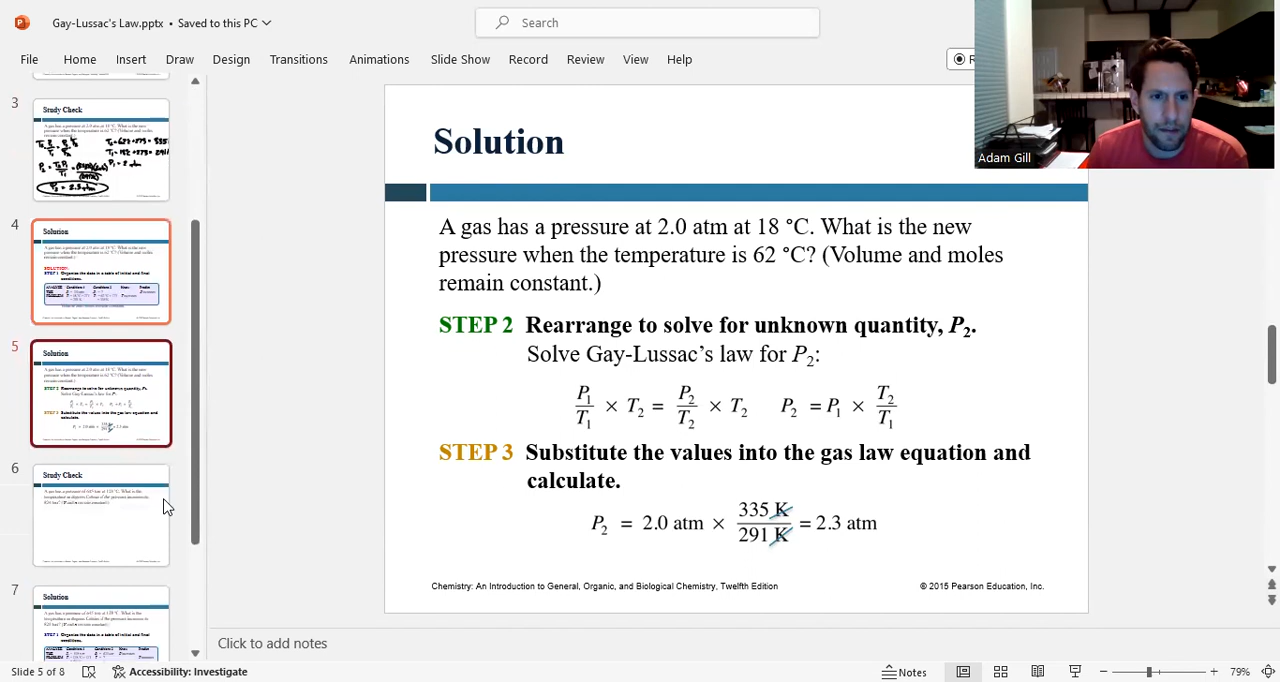 Gay-Lussac's Law.pptx • Saved to this PC
Search
File Home Insert Draw Design Transitions Animations Slide Show Record Review View Help
Adam Gill
3
Study Check
4
Solution
5
Solution
6
Study Check
7
Solution
Solution
A gas has a pressure at 2.0 atm at 18 °C. What is the new
pressure when the temperature is 62 °C? (Volume and moles
remain constant.)
STEP 2 Rearrange to solve for unknown quantity, P₂.
Solve Gay-Lussac's law for P₂:
P₁/T₁ × T₂ = P₂/T₂ × T₂ P₂ = P₁ × T₂/T₁
STEP 3 Substitute the values into the gas law equation and
calculate.
P₂ = 2.0 atm × 335 K/291 K = 2.3 atm
Chemistry: An Introduction to General, Organic, and Biological Chemistry, Twelfth Edition © 2015 Pearson Education, Inc.
Click to add notes
Slide 5 of 8 Accessibility: Investigate Notes 79%